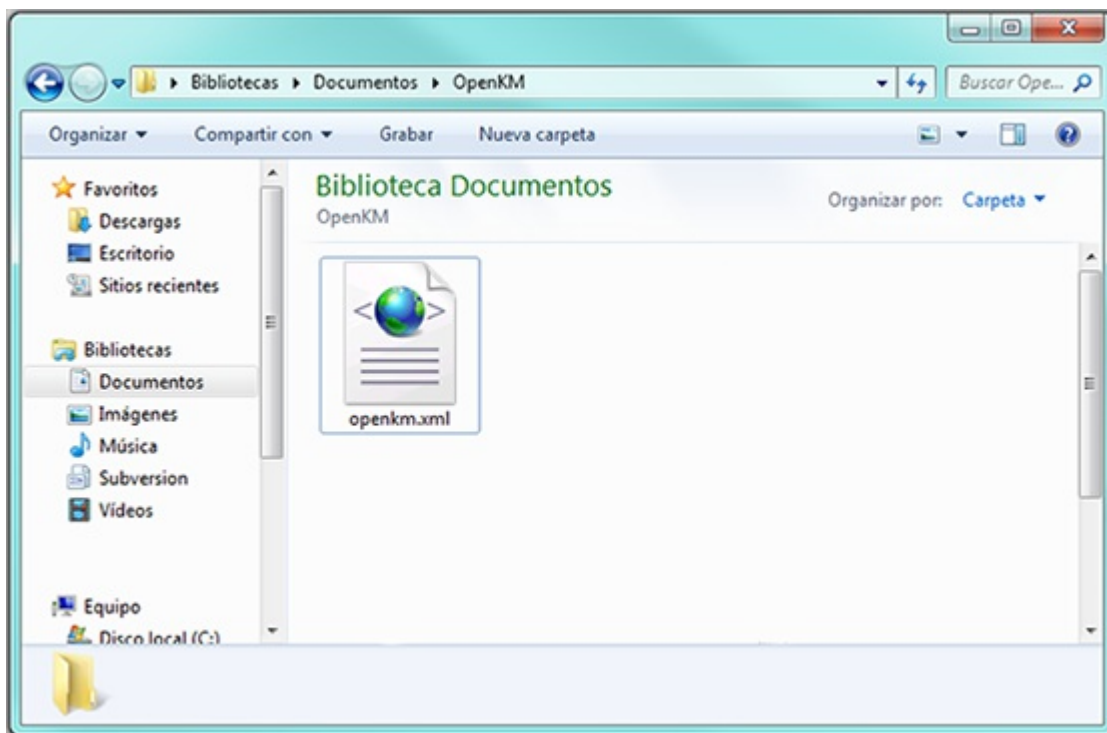 Bibliotecas ▸ Documentos ▸ OpenKM
Buscar Ope...
Organizar Compartir con Grabar Nueva carpeta
Favoritos
Descargas
Escritorio
Sitios recientes
Bibliotecas
Documentos
Imágenes
Música
Subversion
Vídeos
Equipo
Disco local (C:)
Biblioteca Documentos
OpenKM
Organizar por: Carpeta
openkm.xml